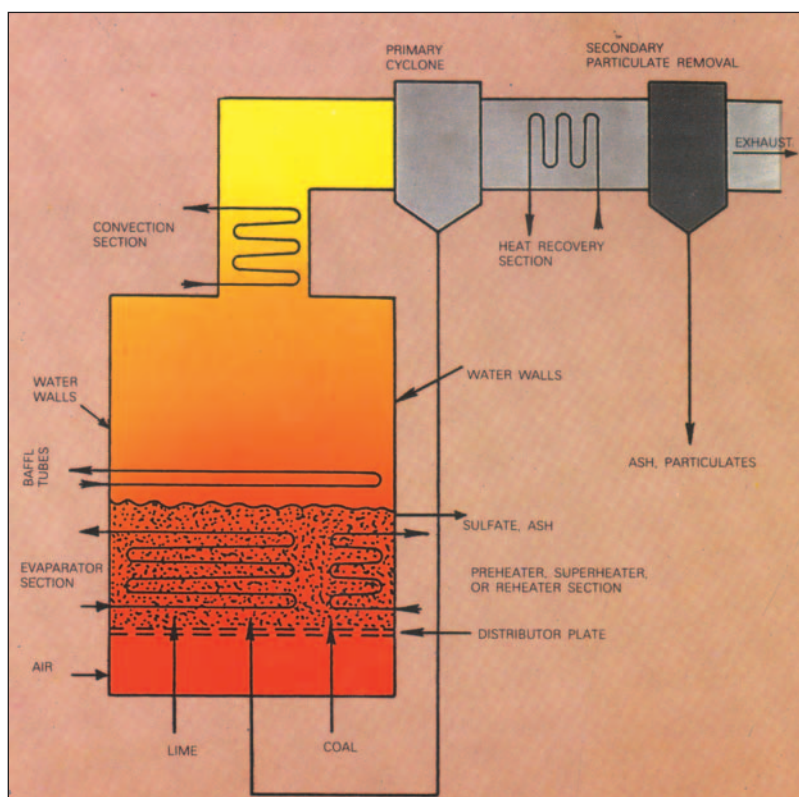 PRIMARY
CYCLONE
SECONDARY
PARTICULATE REMOVAL
EXHAUST
CONVECTION
SECTION
HEAT RECOVERY
SECTION
WATER
WALLS
WATER WALLS
BAFFL
TUBES
ASH, PARTICULATES
SULFATE, ASH
EVAPARATOR
SECTION
PREHEATER, SUPERHEATER,
OR REHEATER SECTION
DISTRIBUTOR PLATE
AIR
LIME
COAL